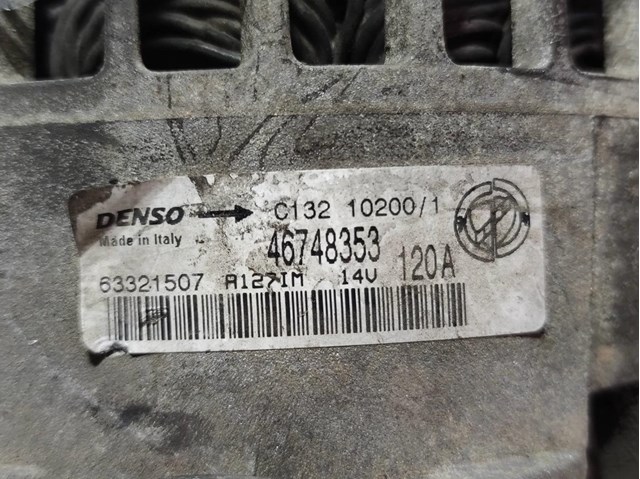 DENSO C132 10200/1
Made in Italy 46748353
120A
63321507 A127IM 14V